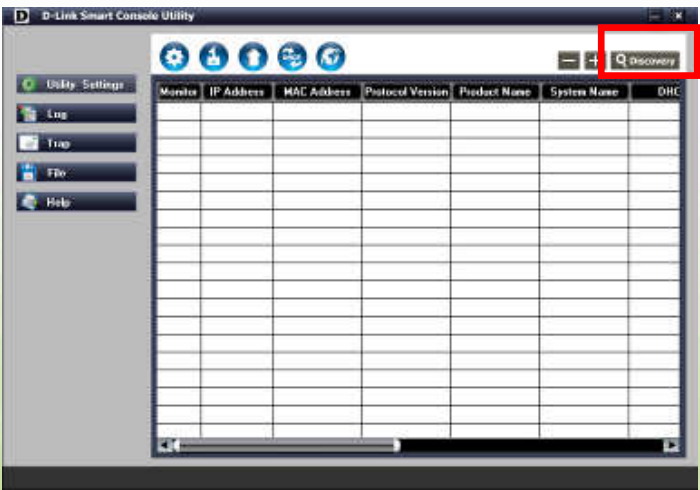 D D-Link Smart Console Utility
Discovery
Utility Settings
Log
Trap
File
Help
Monitor IP Address MAC Address Protocol Version Product Name System Name DHC